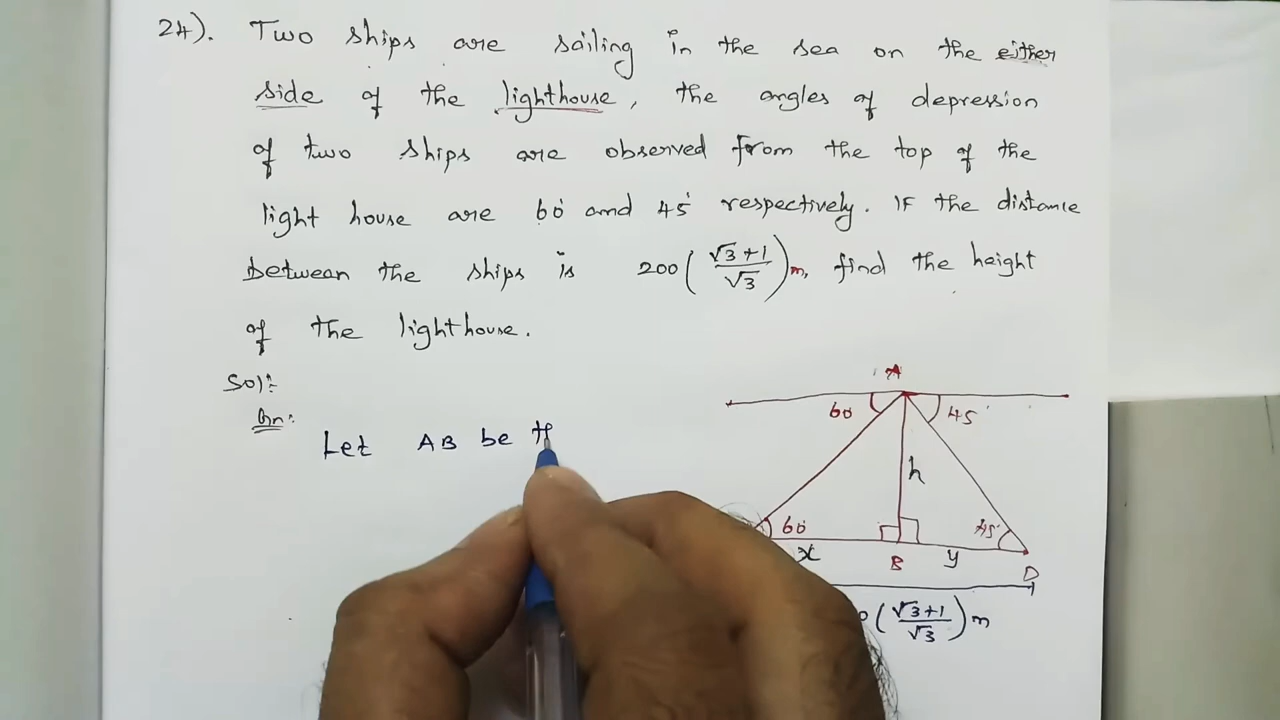 24). Two ships are sailing in the sea on the either
side of the lighthouse, the angles of depression
of two ships are observed from the top of the
light house are 60° and 45° respectively. If the distance
between the ships is 200(√3+1/√3)m, find the height
of the lighthouse.
Sol:
Let AB be
A
60° 45°
h
60° 45°
x B y D
(√3+1/√3)m